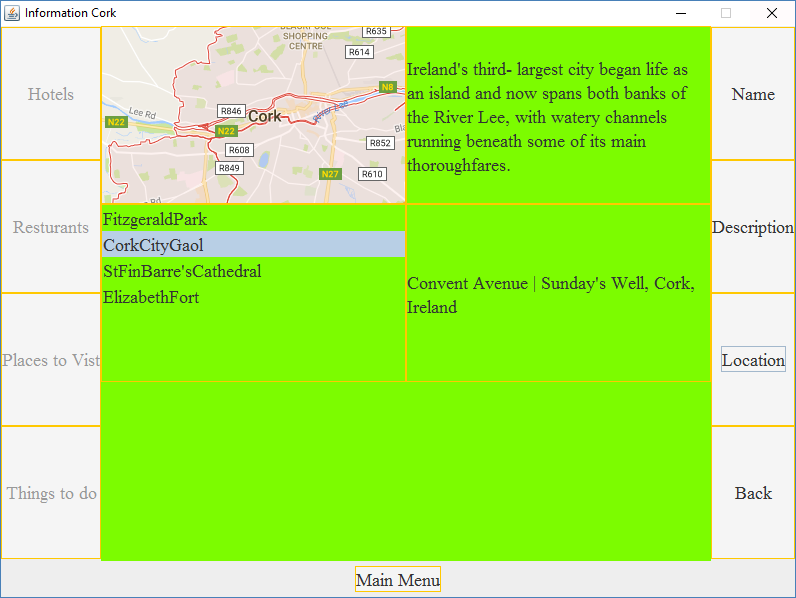 Information Cork
Hotels
Resturants
Places to Vist
Things to do
SHOPPING
CENTRE
R635
R614
N8
Lee Rd
R846
Cork
River Lee
N22
N22
R608
R852
R849
N27
R610
Ireland's third- largest city began life as
an island and now spans both banks of
the River Lee, with watery channels
running beneath some of its main
thoroughfares.
FitzgeraldPark
CorkCityGaol
StFinBarre'sCathedral
ElizabethFort
Convent Avenue | Sunday's Well, Cork,
Ireland
Name
Description
Location
Back
Main Menu